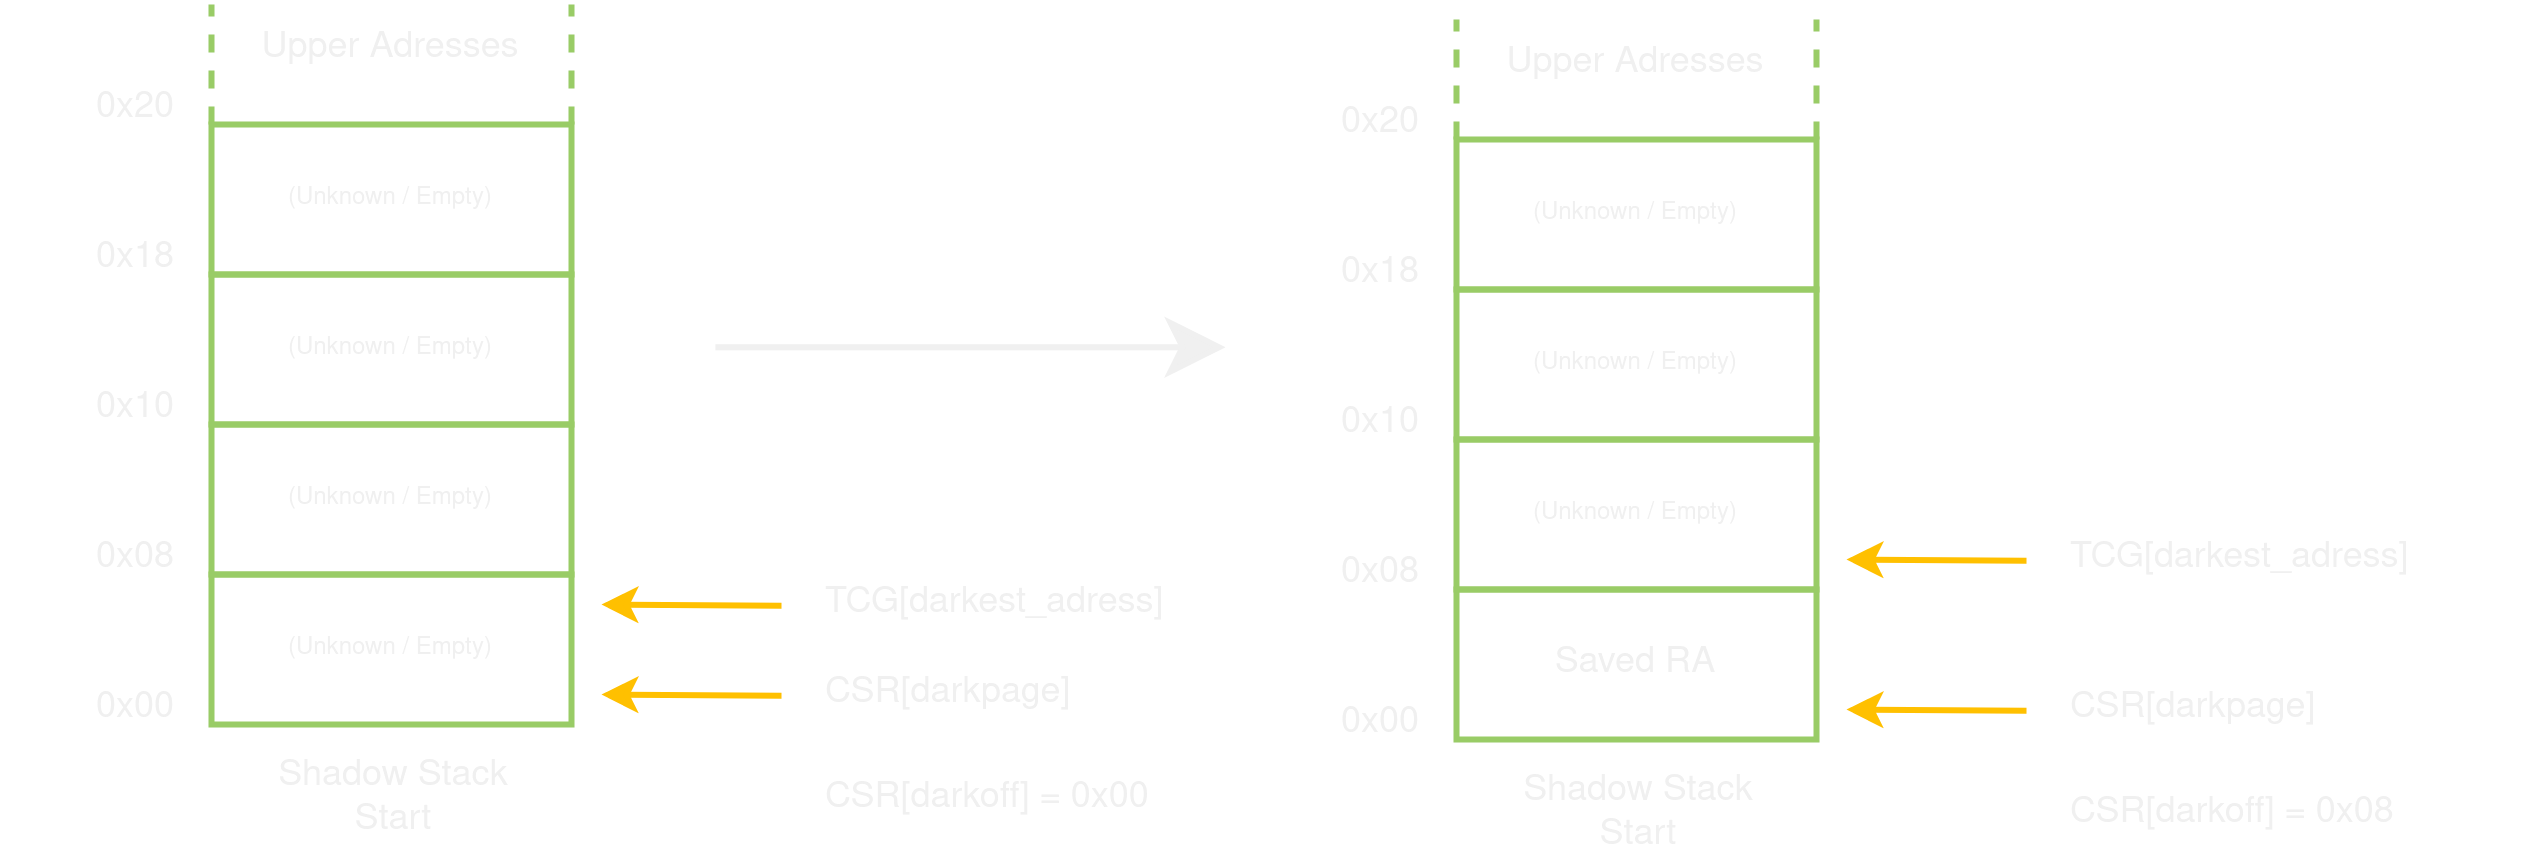 Upper Adresses
0x20
(Unknown / Empty)
0x18
(Unknown / Empty)
0x10
(Unknown / Empty)
0x08
TCG[darkest_adress]
(Unknown / Empty)
CSR[darkpage]
0x00
Shadow Stack
Start
CSR[darkoff] = 0x00
Upper Adresses
0x20
(Unknown / Empty)
0x18
(Unknown / Empty)
0x10
(Unknown / Empty)
0x08
TCG[darkest_adress]
Saved RA
CSR[darkpage]
0x00
Shadow Stack
Start
CSR[darkoff] = 0x08